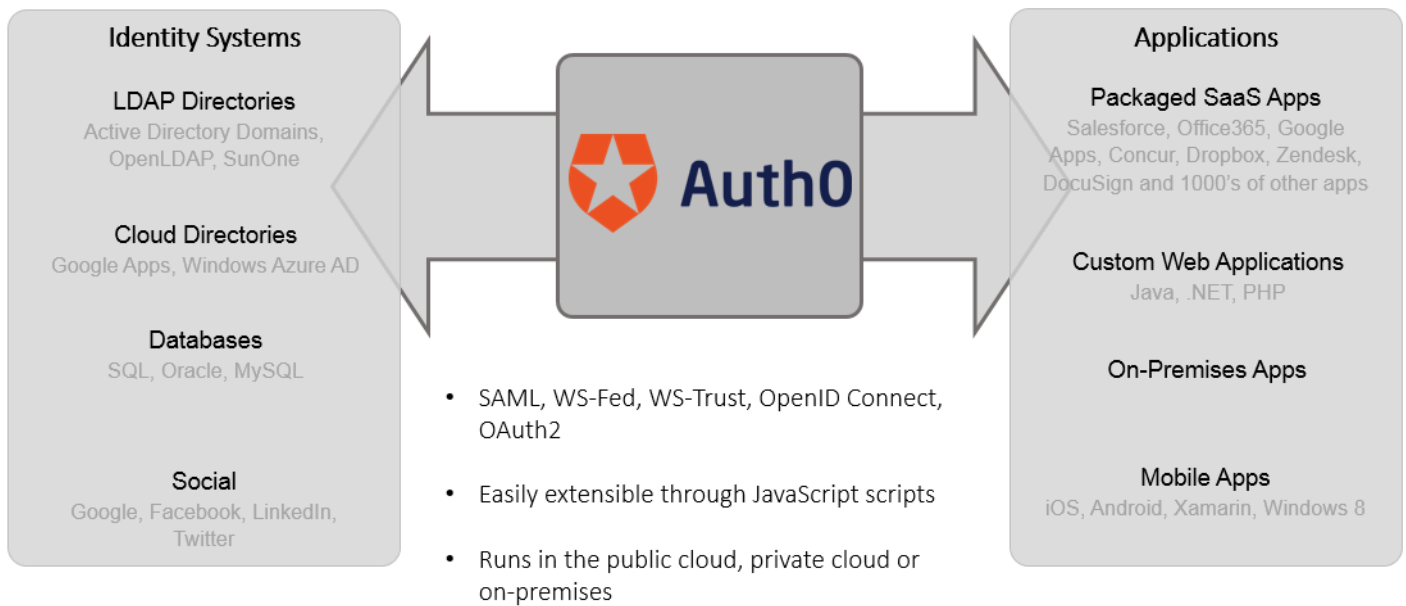 Identity Systems
LDAP Directories
Active Directory Domains,
OpenLDAP, SunOne
Cloud Directories
Google Apps, Windows Azure AD
Databases
SQL, Oracle, MySQL
Social
Google, Facebook, LinkedIn,
Twitter
Auth0
• SAML, WS-Fed, WS-Trust, OpenID Connect,
OAuth2
• Easily extensible through JavaScript scripts
• Runs in the public cloud, private cloud or
on-premises
Applications
Packaged SaaS Apps
Salesforce, Office365, Google
Apps, Concur, Dropbox, Zendesk,
DocuSign and 1000's of other apps
Custom Web Applications
Java, .NET, PHP
On-Premises Apps
Mobile Apps
iOS, Android, Xamarin, Windows 8